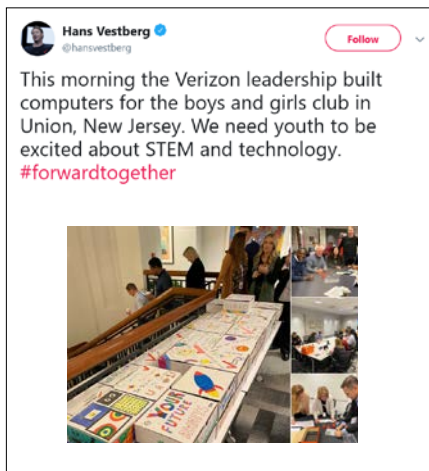 Hans Vestberg
@hansvestberg
Follow
This morning the Verizon leadership built
computers for the boys and girls club in
Union, New Jersey. We need youth to be
excited about STEM and technology.
#forwardtogether
YOUR
FUTURE